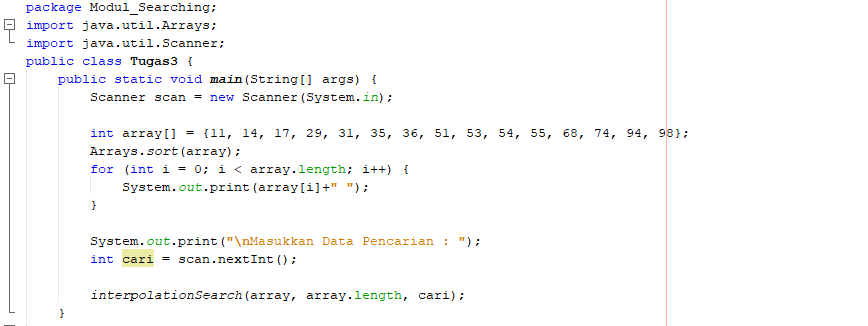 package Modul_Searching;
import java.util.Arrays;
import java.util.Scanner;
public class Tugas3 {
    public static void main(String[] args) {
        Scanner scan = new Scanner(System.in);

        int array[] = {11, 14, 17, 29, 31, 35, 36, 51, 53, 54, 55, 68, 74, 94, 98};
        Arrays.sort(array);
        for (int i = 0; i < array.length; i++) {
            System.out.print(array[i]+" ");
        }

        System.out.print("\nMasukkan Data Pencarian : ");
        int cari = scan.nextInt();

        interpolationSearch(array, array.length, cari);
    }